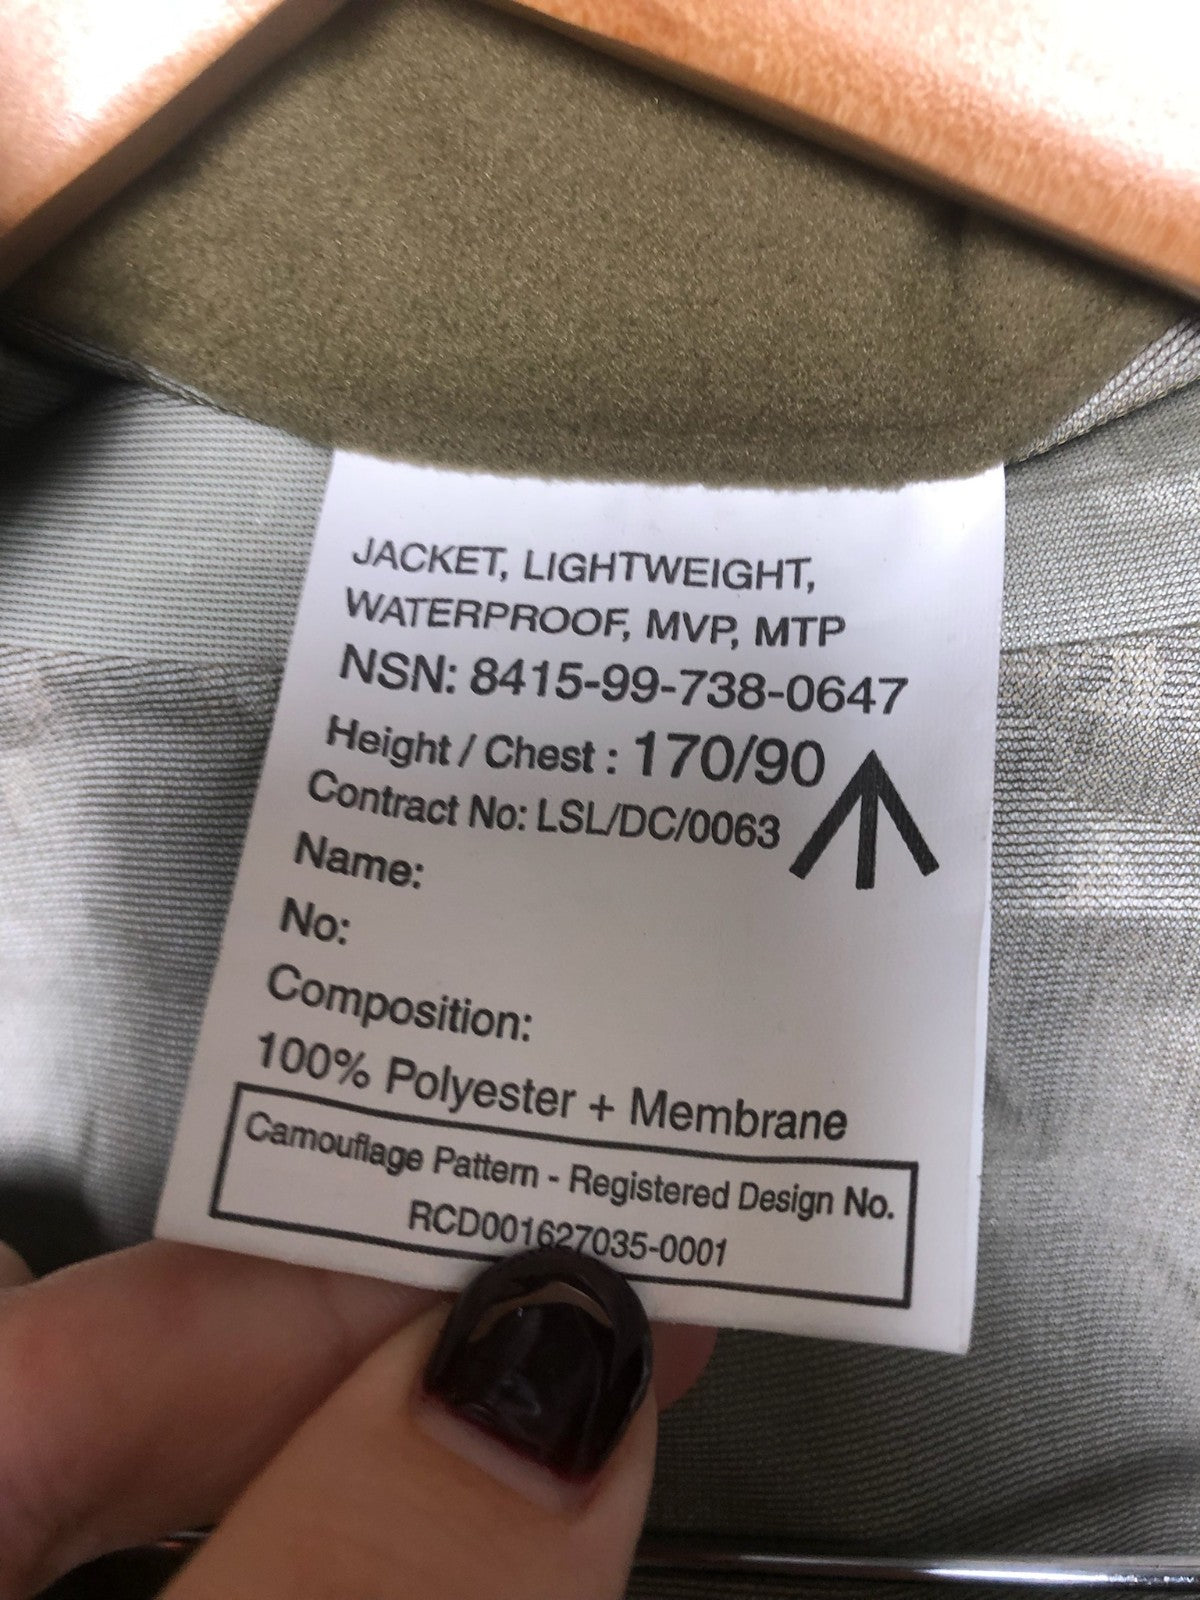 JACKET, LIGHTWEIGHT,
WATERPROOF, MVP, MTP
NSN: 8415-99-738-0647
Height / Chest : 170/90
Contract No: LSL/DC/0063
Name:
No:
Composition:
100% Polyester + Membrane
Camouflage Pattern - Registered Design No.
RCD001627035-0001